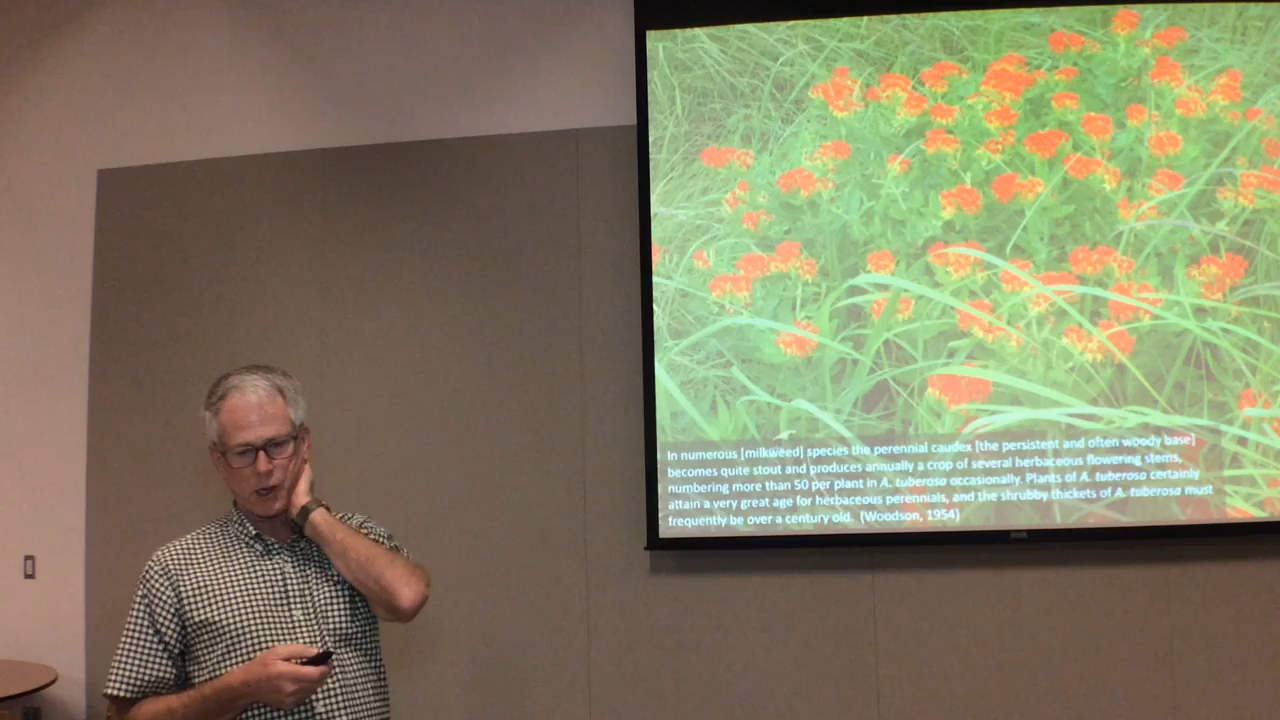 In numerous [milkweed] species the perennial caudex [the persistent and often woody base]
becomes quite stout and produces annually a crop of several herbaceous flowering stems,
numbering more than 50 per plant in A. tuberosa occasionally. Plants of A. tuberosa certainly
attain a very great age for herbaceous perennials, and the shrubby thickets of A. tuberosa must
frequently be over a century old. (Woodson, 1954)